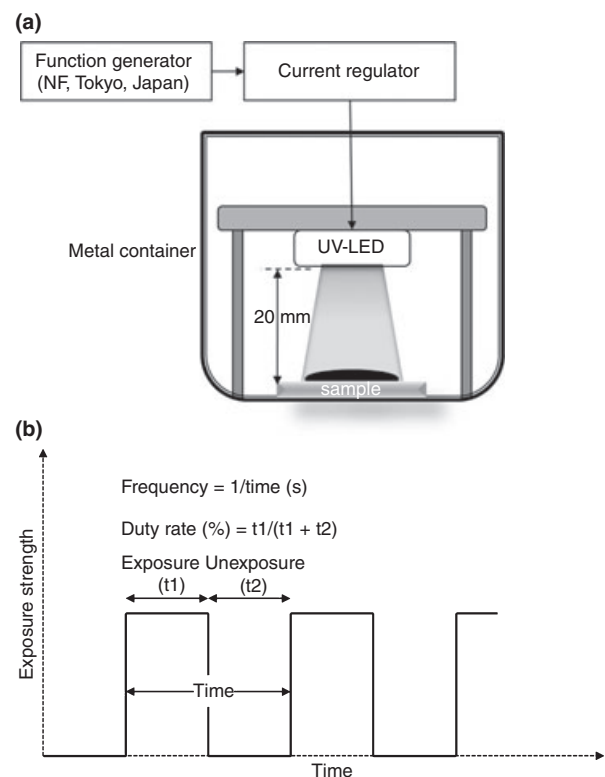 (a)
Function generator
(NF, Tokyo, Japan)
Current regulator
Metal container
UV-LED
20 mm
sample
(b)
Frequency = 1/time (s)
Duty rate (%) = t1/(t1 + t2)
Exposure Unexposure
(t1) (t2)
Exposure strength
Time
Time